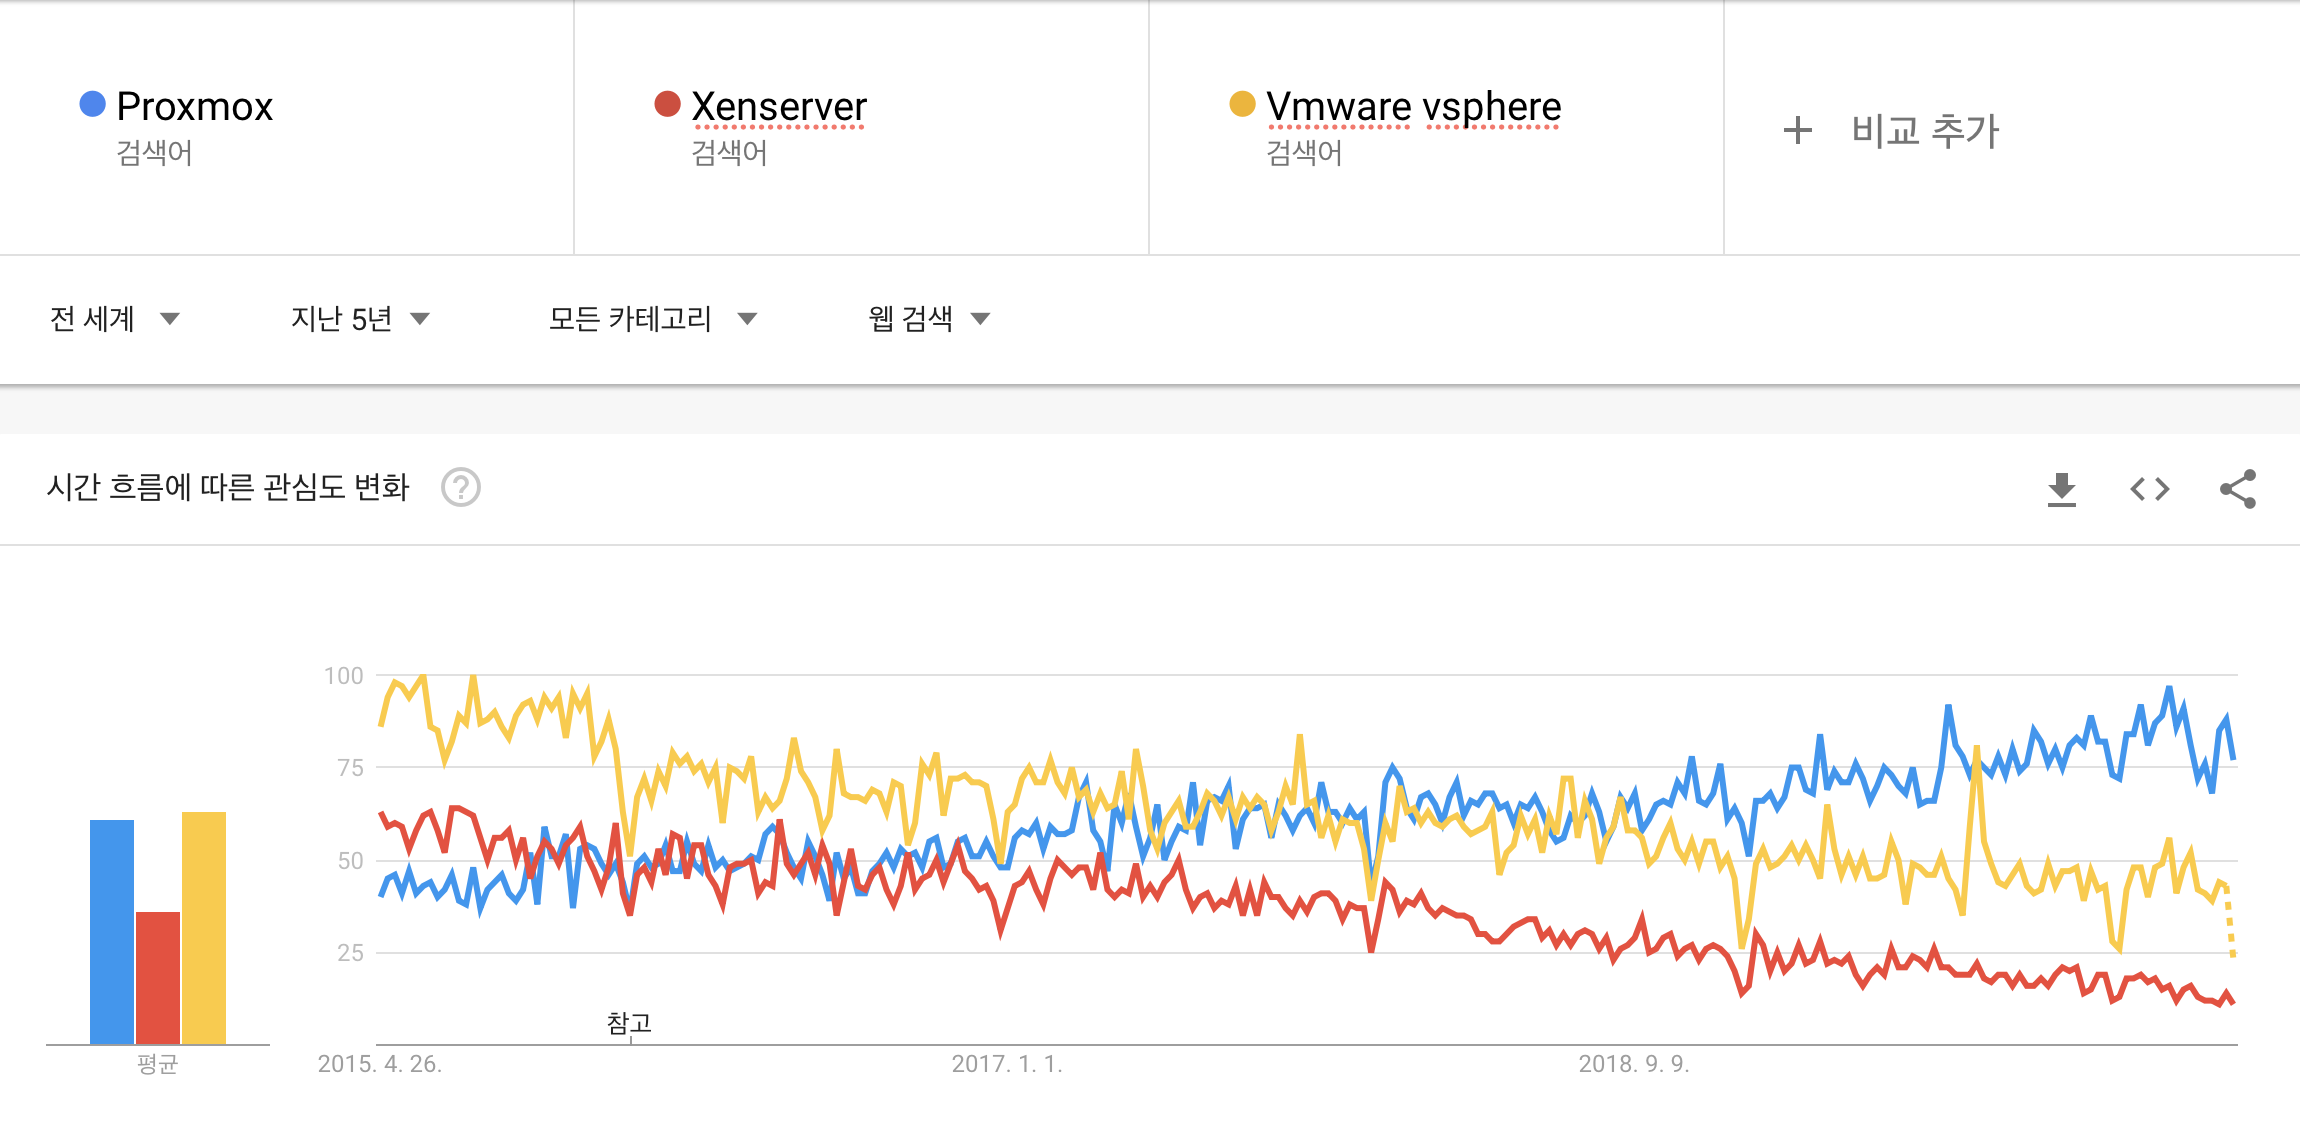 Proxmox
검색어
Xenserver
검색어
Vmware vsphere
검색어
+ 비교 추가
전 세계
지난 5년
모든 카테고리
웹 검색
시간 흐름에 따른 관심도 변화
?
100
75
50
25
참고
평균
2015. 4. 26.
2017. 1. 1.
2018. 9. 9.